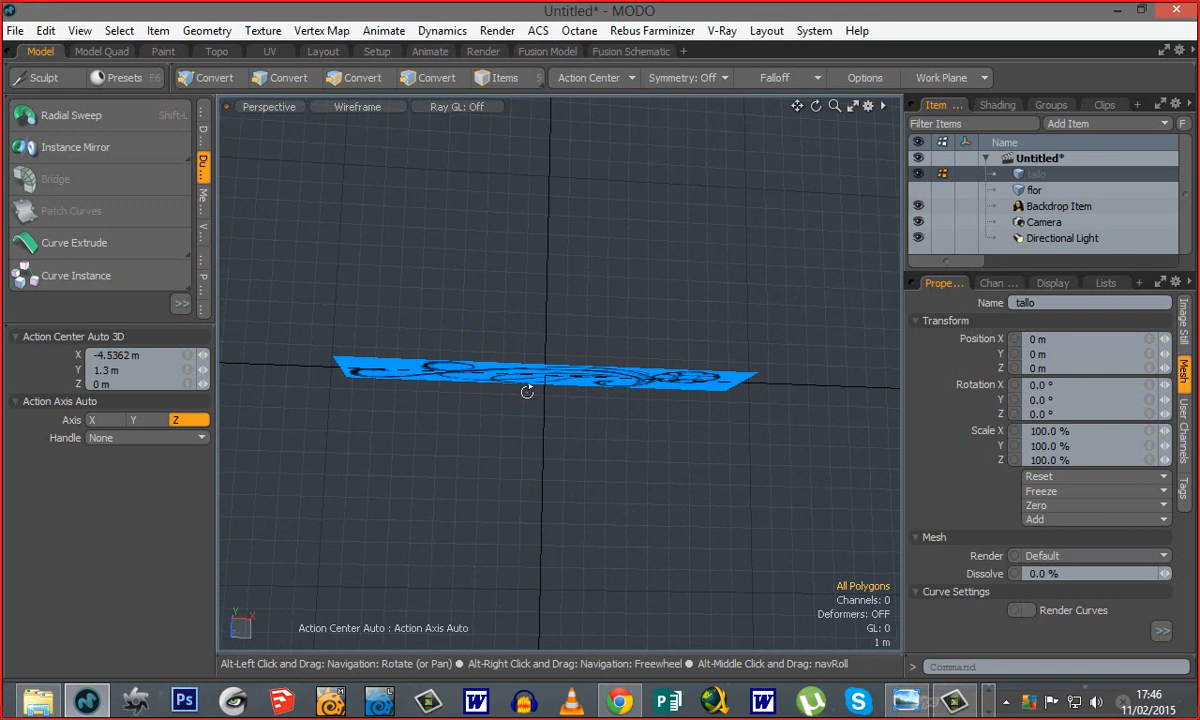 Untitled* - MODO
File Edit View Select Item Geometry Texture Vertex Map Animate Dynamics Render ACS Octane Rebus Farminizer V-Ray Layout System Help
Model Model Quad Paint Topo UV Layout Setup Animate Render Fusion Model Fusion Schematic +
Sculpt Presets F6 Convert Convert Convert Convert Items 5 Action Center Symmetry: Off Falloff Options Work Plane
Radial Sweep Shift-L
Instance Mirror
Bridge
Patch Curves
Curve Extrude
Curve Instance
>>
D...
Du...
Me...
V...
P...
Action Center Auto 3D
X -4.5362 m
Y 1.3 m
Z 0 m
Action Axis Auto
Axis X Y Z
Handle None
Perspective Wireframe Ray GL: Off
All Polygons
Channels: 0
Deformers: OFF
GL: 0
1 m
Y X Z
Action Center Auto : Action Axis Auto
Alt-Left Click and Drag: Navigation: Rotate (or Pan) ● Alt-Right Click and Drag: Navigation: Freewheel ● Alt-Middle Click and Drag: navRoll
Item ... Shading Groups Clips +
Filter Items Add Item F
Name
Untitled*
tallo
flor
Backdrop Item
Camera
Directional Light
Prope... Chan ... Display Lists +
Name tallo
Transform
Position X 0 m
Y 0 m
Z 0 m
Rotation X 0.0 °
Y 0.0 °
Z 0.0 °
Scale X 100.0 %
Y 100.0 %
Z 100.0 %
Reset
Freeze
Zero
Add
Mesh
Render Default
Dissolve 0.0 %
Curve Settings
Render Curves
>>
Image Still
Mesh
User Channels
Tags
> Command
17:46
11/02/2015